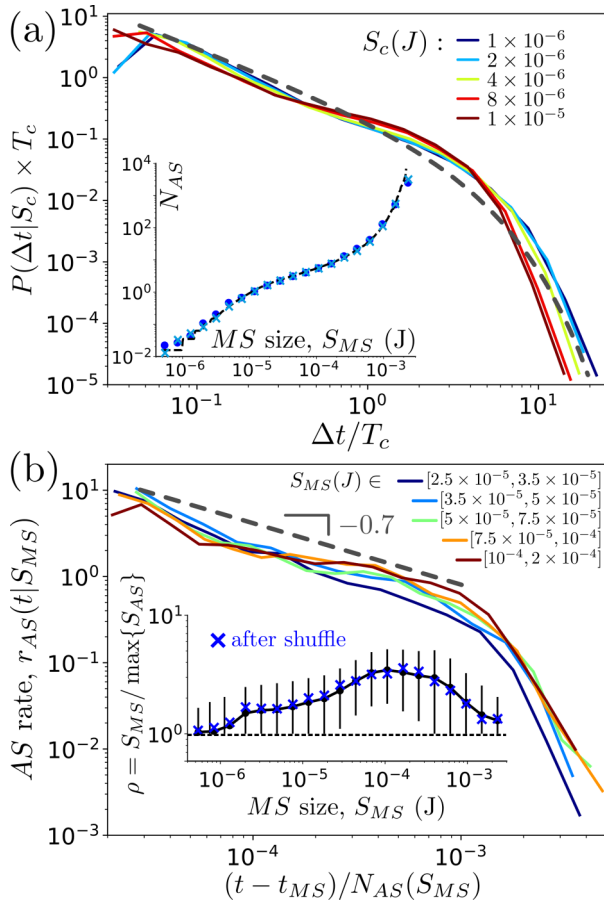 (a)
10^1
10^0
10^-1
10^-2
10^-3
10^-4
10^-5
P(Δt|S_c) × T_c
S_c(J) :
1 × 10^-6
2 × 10^-6
4 × 10^-6
8 × 10^-6
1 × 10^-5
10^4
10^2
10^0
10^-2
N_AS
MS size, S_MS (J)
10^-6 10^-5 10^-4 10^-3
10^-1 10^0 10^1
Δt/T_c
(b)
10^1
10^0
10^-1
10^-2
10^-3
AS rate, r_AS(t|S_MS)
S_MS(J) ∈
[2.5 × 10^-5, 3.5 × 10^-5]
[3.5 × 10^-5, 5 × 10^-5]
[5 × 10^-5, 7.5 × 10^-5]
[7.5 × 10^-5, 10^-4]
[10^-4, 2 × 10^-4]
−0.7
10^1
10^0
ρ = S_MS/ max{S_AS}
after shuffle
10^-6 10^-5 10^-4 10^-3
MS size, S_MS (J)
10^-4 10^-3
(t − t_MS)/N_AS(S_MS)